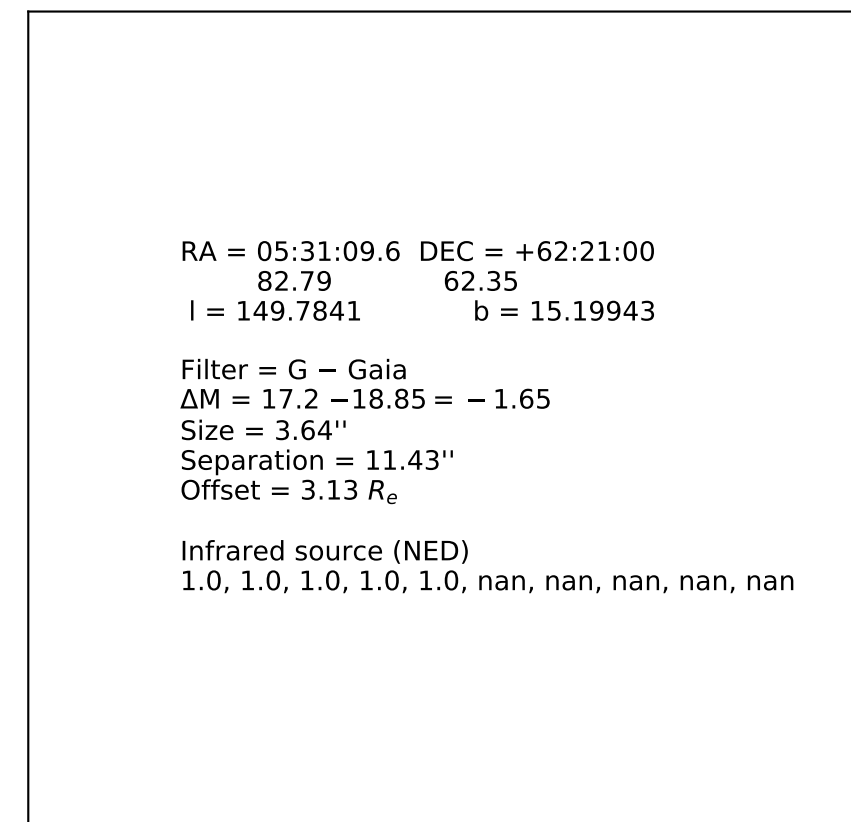 RA = 05:31:09.6 DEC = +62:21:00
82.79 62.35
l = 149.7841 b = 15.19943
Filter = G − Gaia
ΔM = 17.2 −18.85 = − 1.65
Size = 3.64''
Separation = 11.43''
Offset = 3.13 Rₑ
Infrared source (NED)
1.0, 1.0, 1.0, 1.0, 1.0, nan, nan, nan, nan, nan